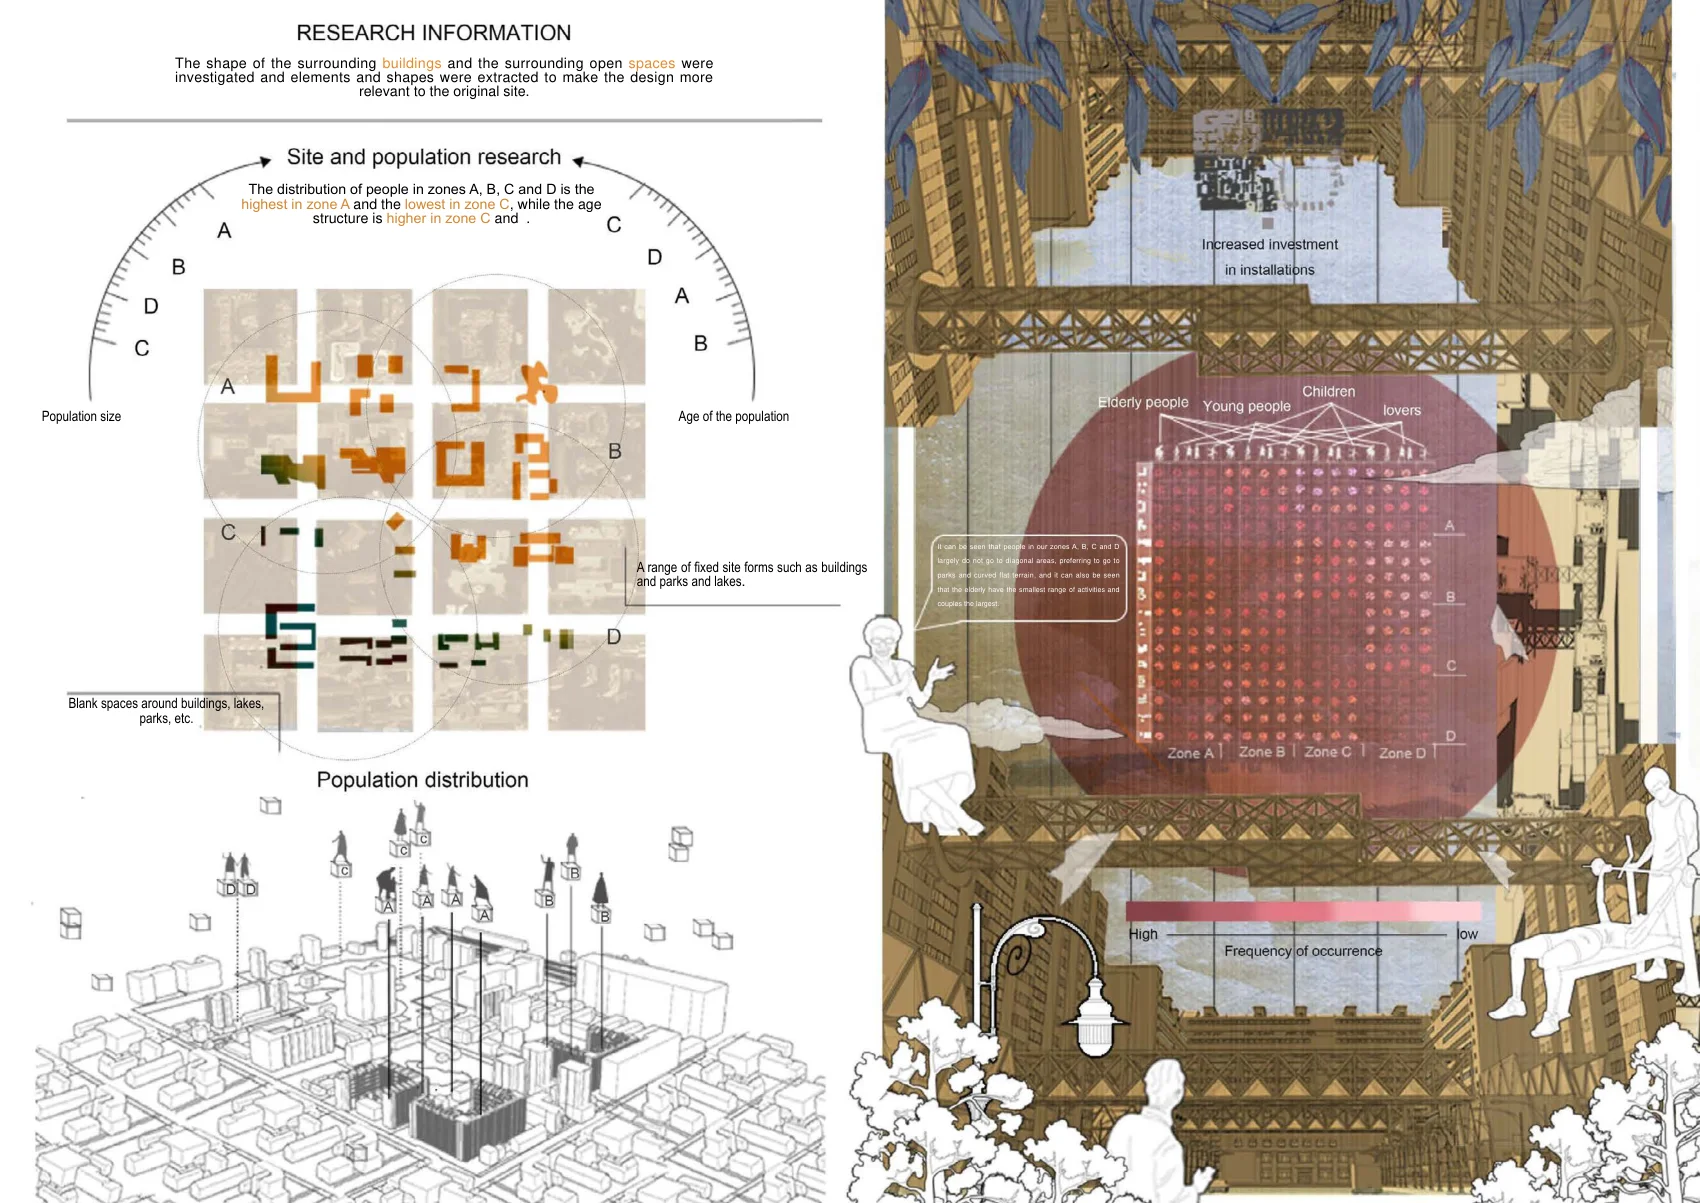 RESEARCH INFORMATION
The shape of the surrounding buildings and the surrounding open spaces were
investigated and elements and shapes were extracted to make the design more
relevant to the original site.
Site and population research
The distribution of people in zones A, B, C and D is the
highest in zone A and the lowest in zone C, while the age
structure is higher in zone C and .
A
B
D
C
C
D
A
B
Population size
Age of the population
A
B
C
D
A range of fixed site forms such as buildings
and parks and lakes.
Blank spaces around buildings, lakes,
parks, etc.
Population distribution
D
D
C
C
C
A
A
A
A
B
B
B
Increased investment
in installations
Elderly people
Young people
Children
lovers
It can be seen that people in our zones A, B, C and D
largely do not go to diagonal areas, preferring to go to
parks and curved flat terrain, and it can also be seen
that the elderly have the smallest range of activities and
couples the largest.
A
B
C
D
Zone A
Zone B
Zone C
Zone D
High
low
Frequency of occurrence